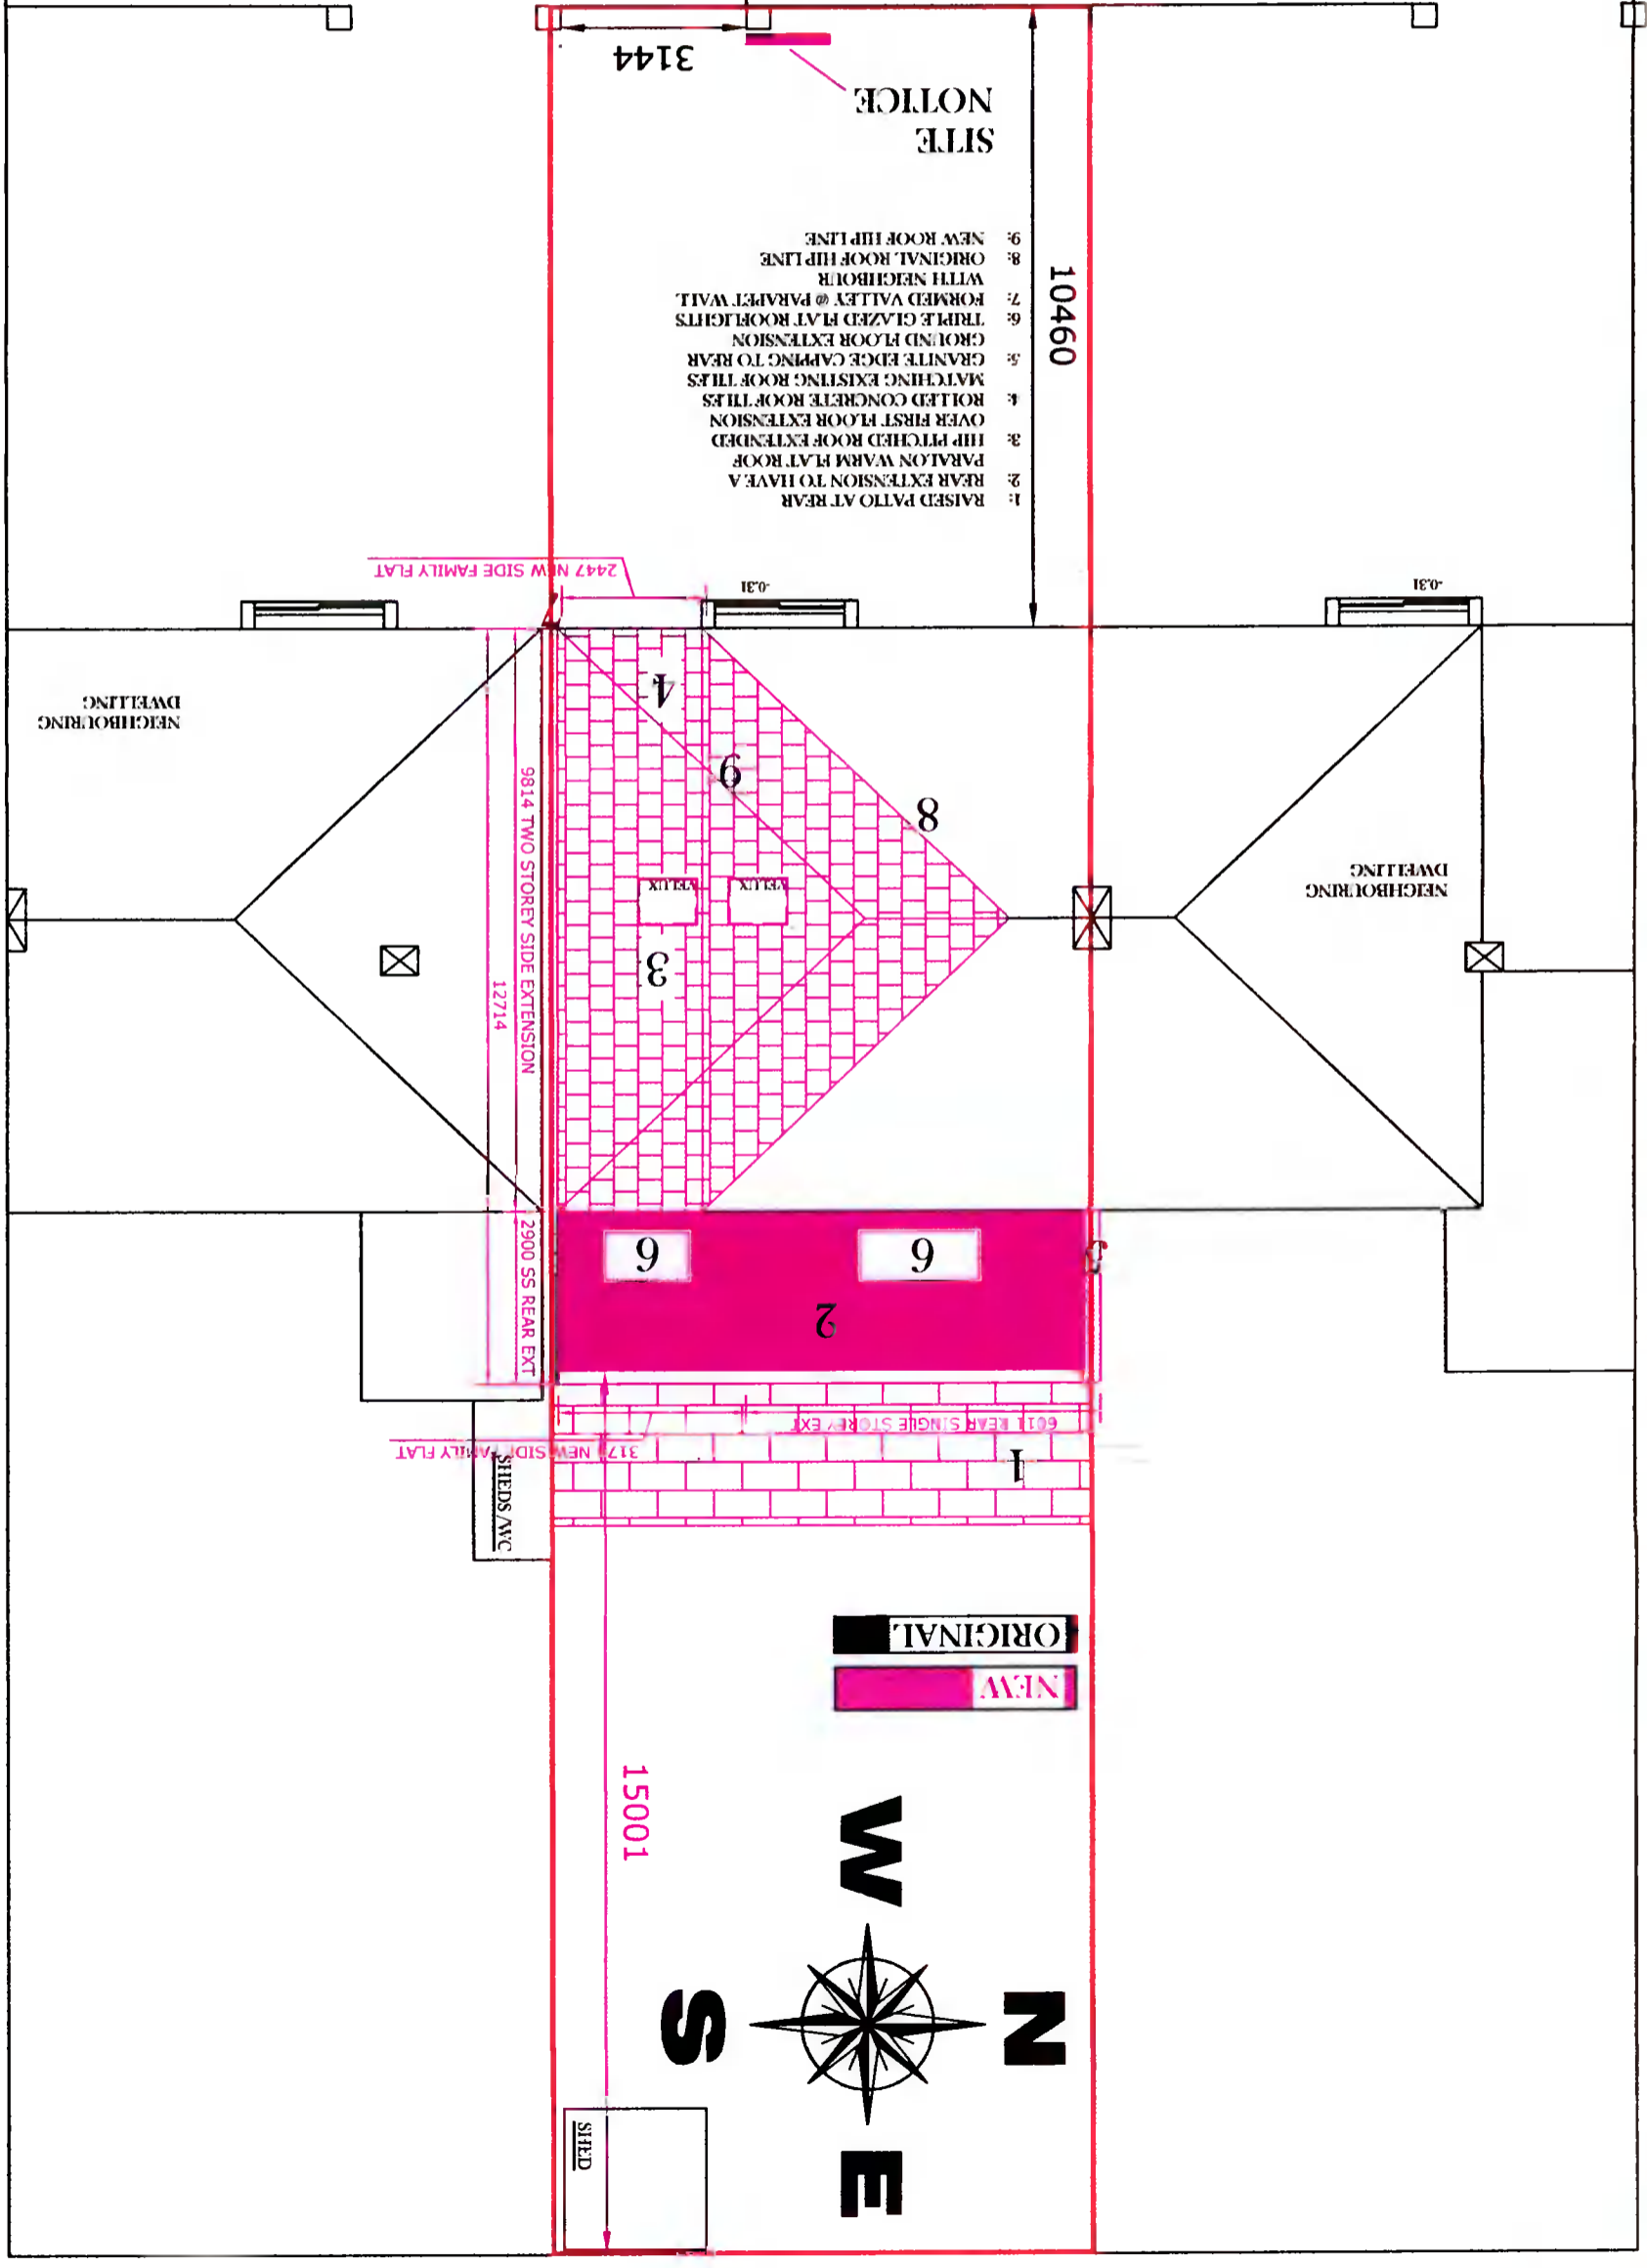 3144
SITE
NOTICE
10460
1: RAISED PATIO AT REAR
2: REAR EXTENSION TO HAVE A
PARALON WARM FLAT ROOF
3: HIP PITCHED ROOF EXTENDED
OVER FIRST FLOOR EXTENSION
4: ROLLED CONCRETE ROOF TILES
MATCHING EXISTING ROOF TILES
5: GRANITE EDGE CAPPING TO REAR
GROUND FLOOR EXTENSION
6: TRIPLE GLAZED FLAT ROOFLIGHTS
7: FORMED VALLEY @ PARAPET WALL
WITH NEIGHBOUR
8: ORIGINAL ROOF HIP LINE
9: NEW ROOF HIP LINE
2447 NEW SIDE FAMILY FLAT
-0.31
-0.31
7
NEIGHBOURING
DWELLING
NEIGHBOURING
DWELLING
4
9
8
VELUX
VELUX
3
9814 TWO STOREY SIDE EXTENSION
12714
2900 SS REAR EXT
6
6
5
2
6011 REAR SINGLE STOREY EXT
NEW SIDE FAMILY FLAT
1
SHEDS/WC
ORIGINAL
NEW
15001
W
N
S
E
SHED